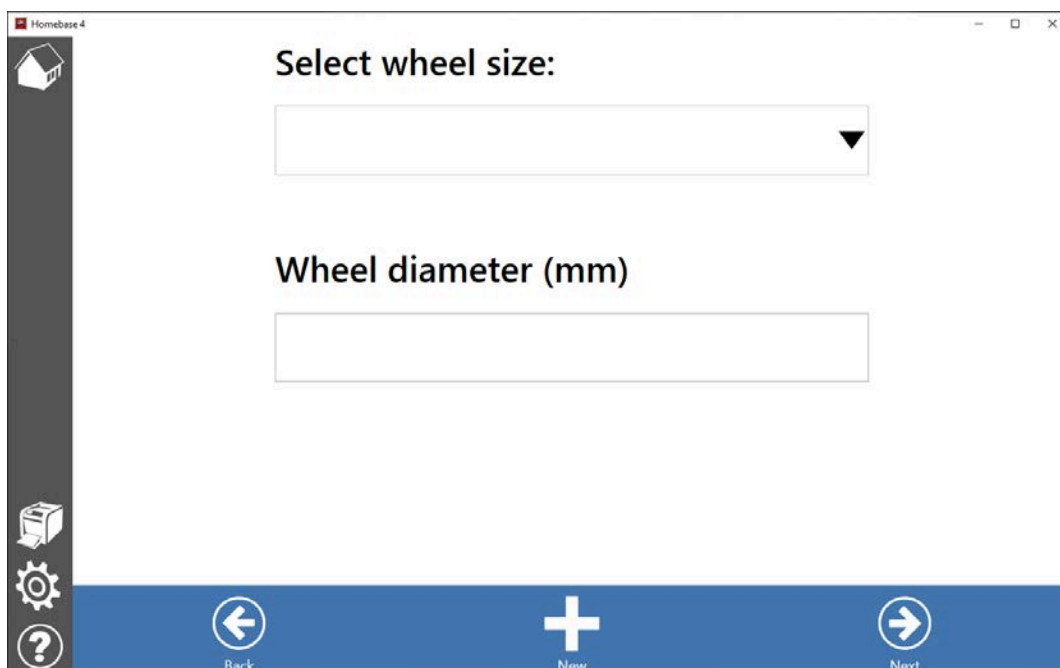 Homebase 4
Select wheel size:
Wheel diameter (mm)
Back
New
Next